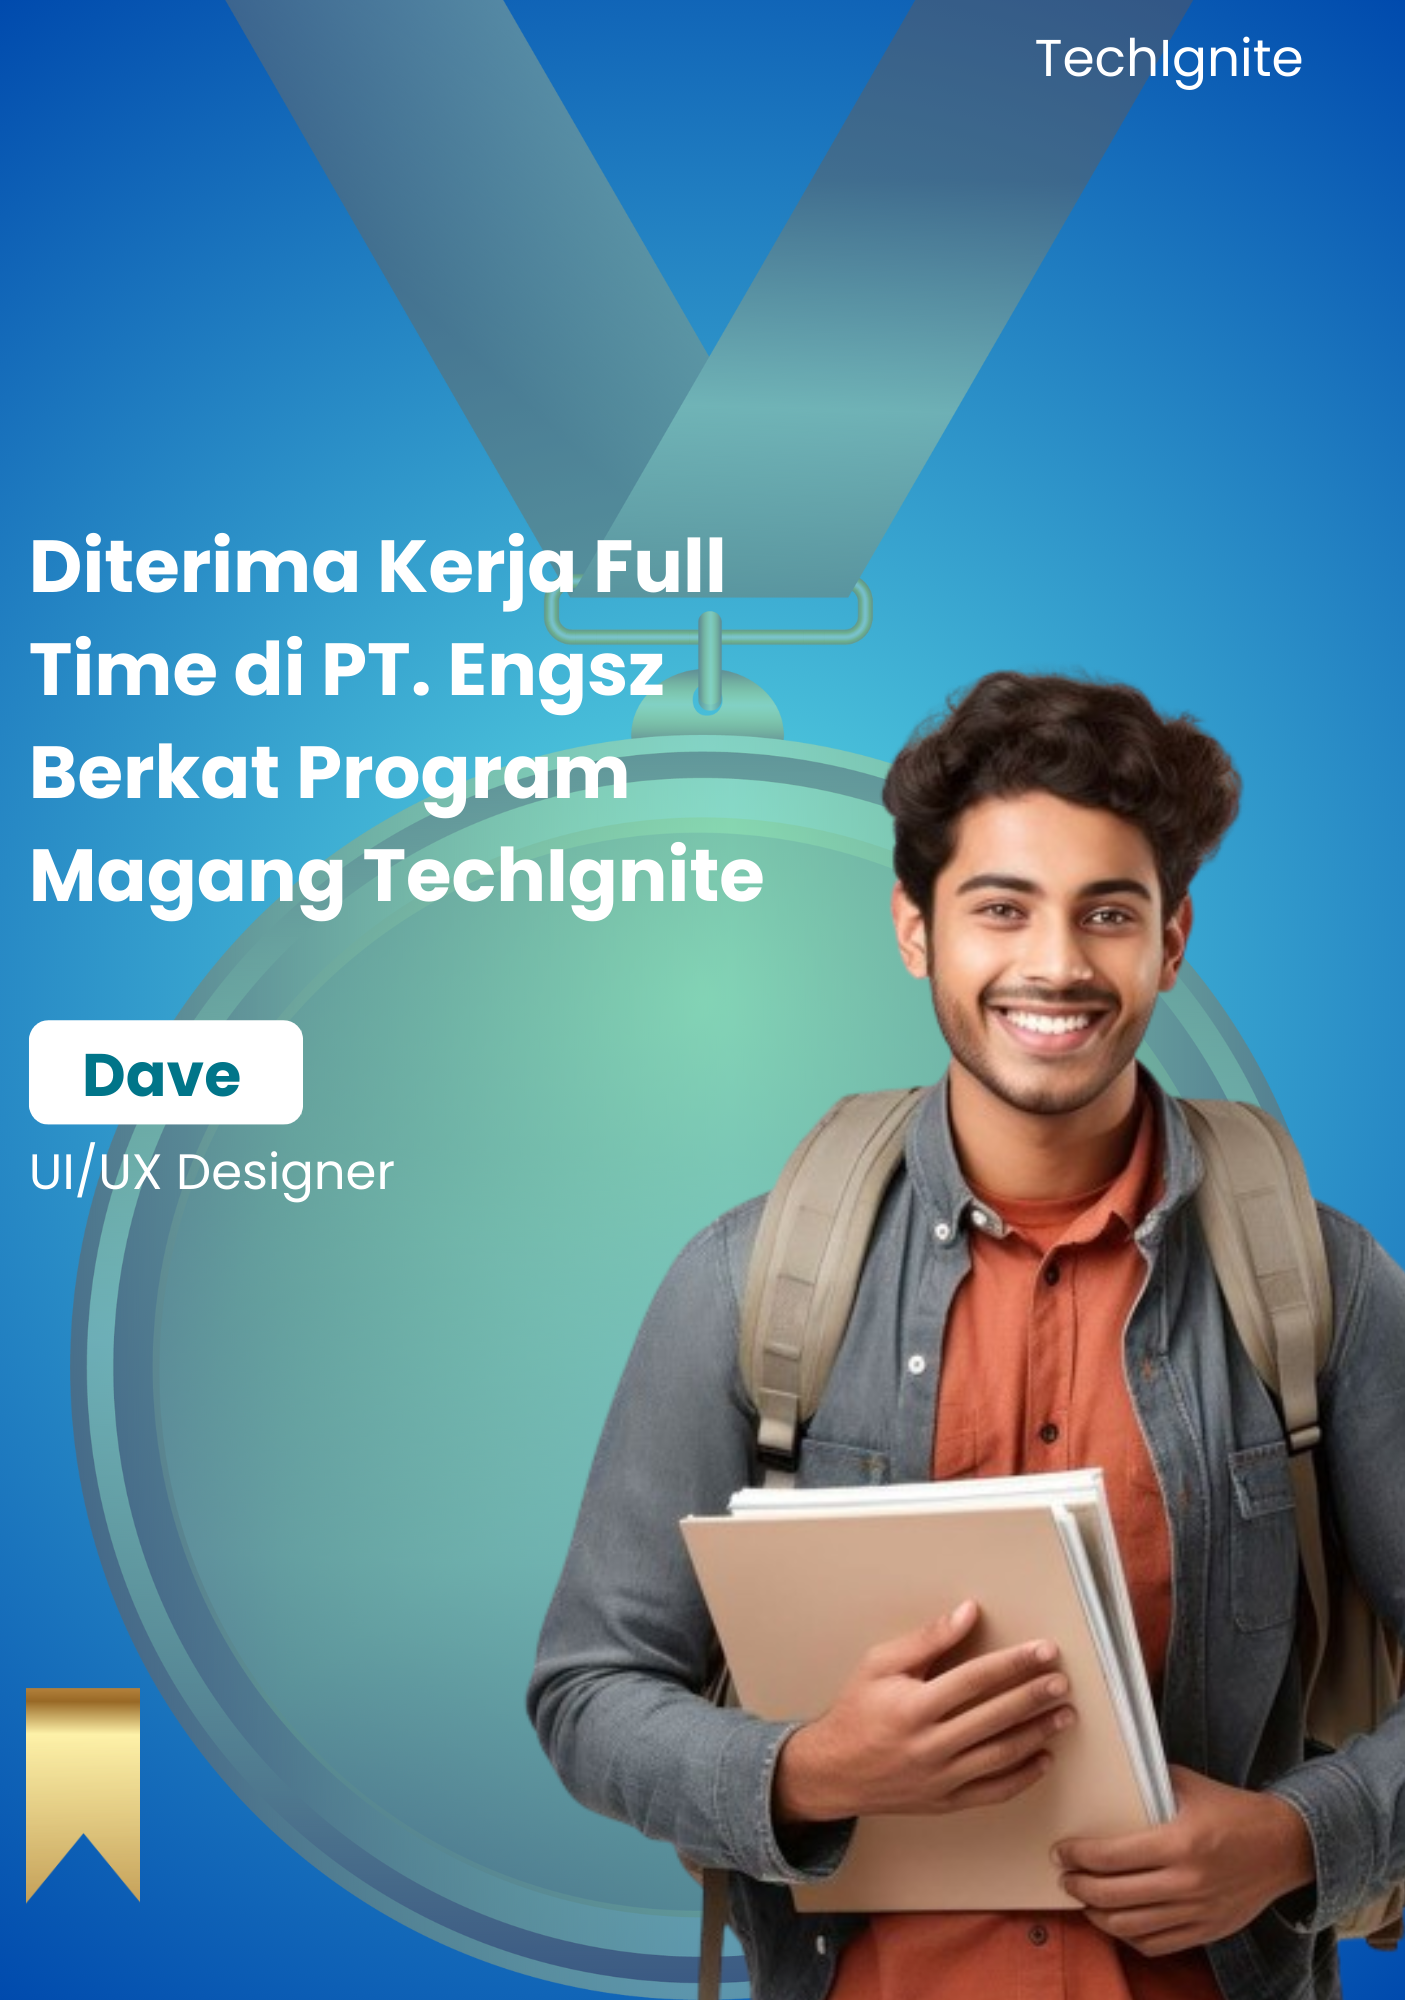 TechIgnite
Diterima Kerja Full
Time di PT. Engsz
Berkat Program
Magang TechIgnite
Dave
UI/UX Designer